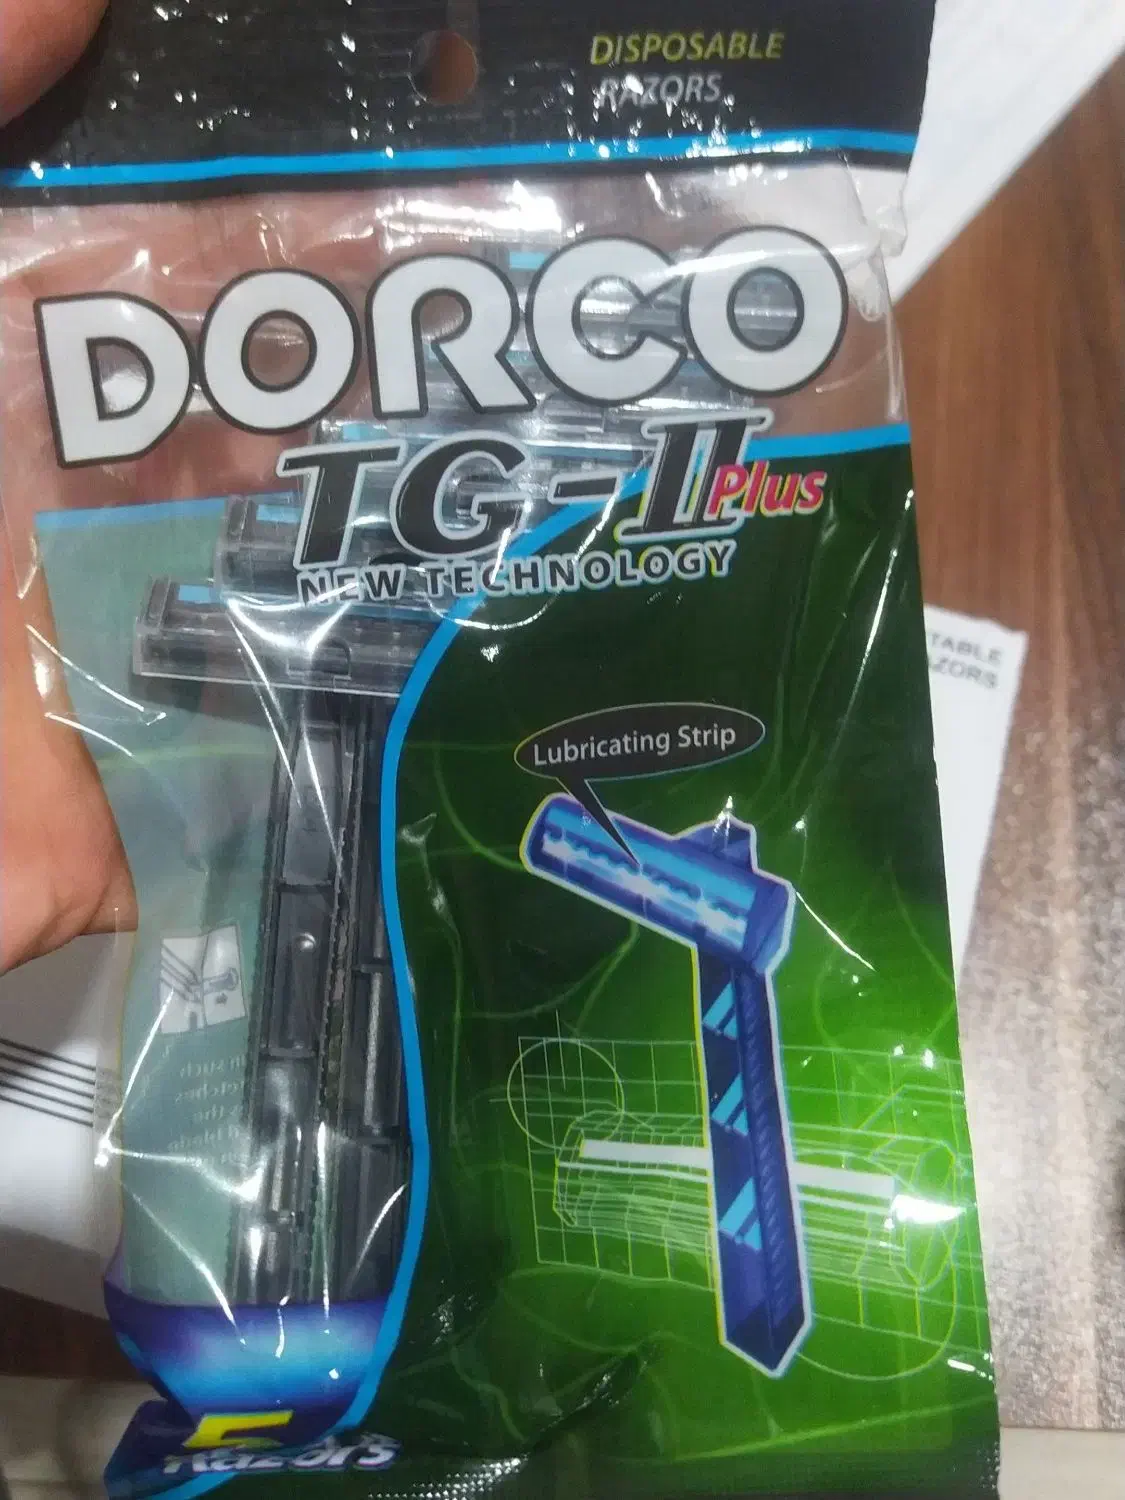 DISPOSABLE
RAZORS
DORCO
TG-II Plus
NEW TECHNOLOGY
TABLE
AZORS
Lubricating Strip
5
Razors